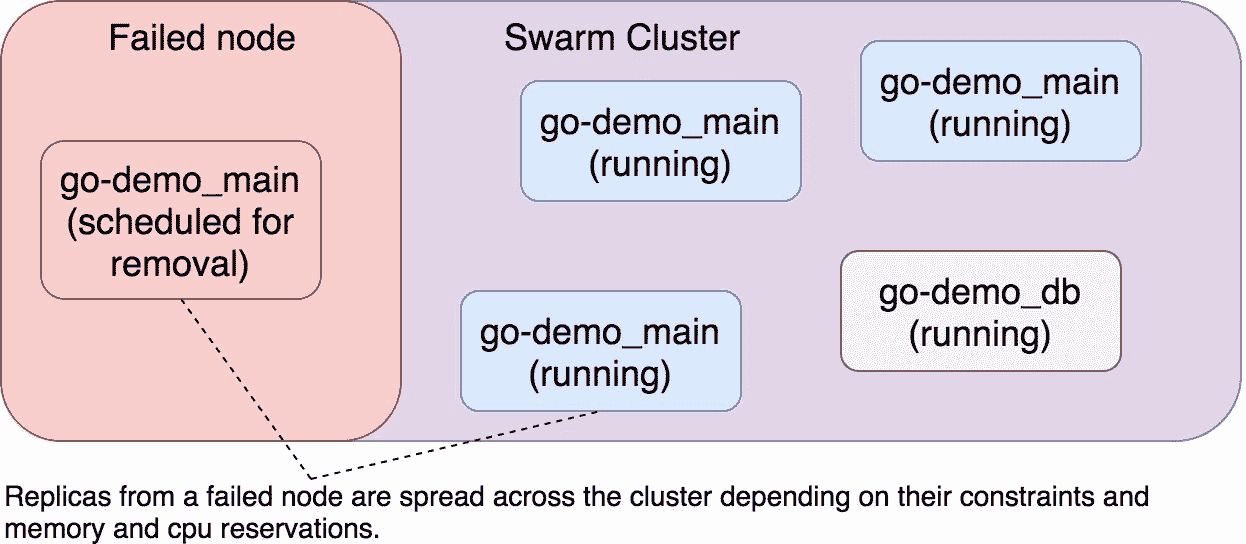 Failed node
Swarm Cluster
go-demo_main
(running)
go-demo_main
(running)
go-demo_main
(scheduled for
removal)
go-demo_db
(running)
go-demo_main
(running)
Replicas from a failed node are spread across the cluster depending on their constraints and
memory and cpu reservations.